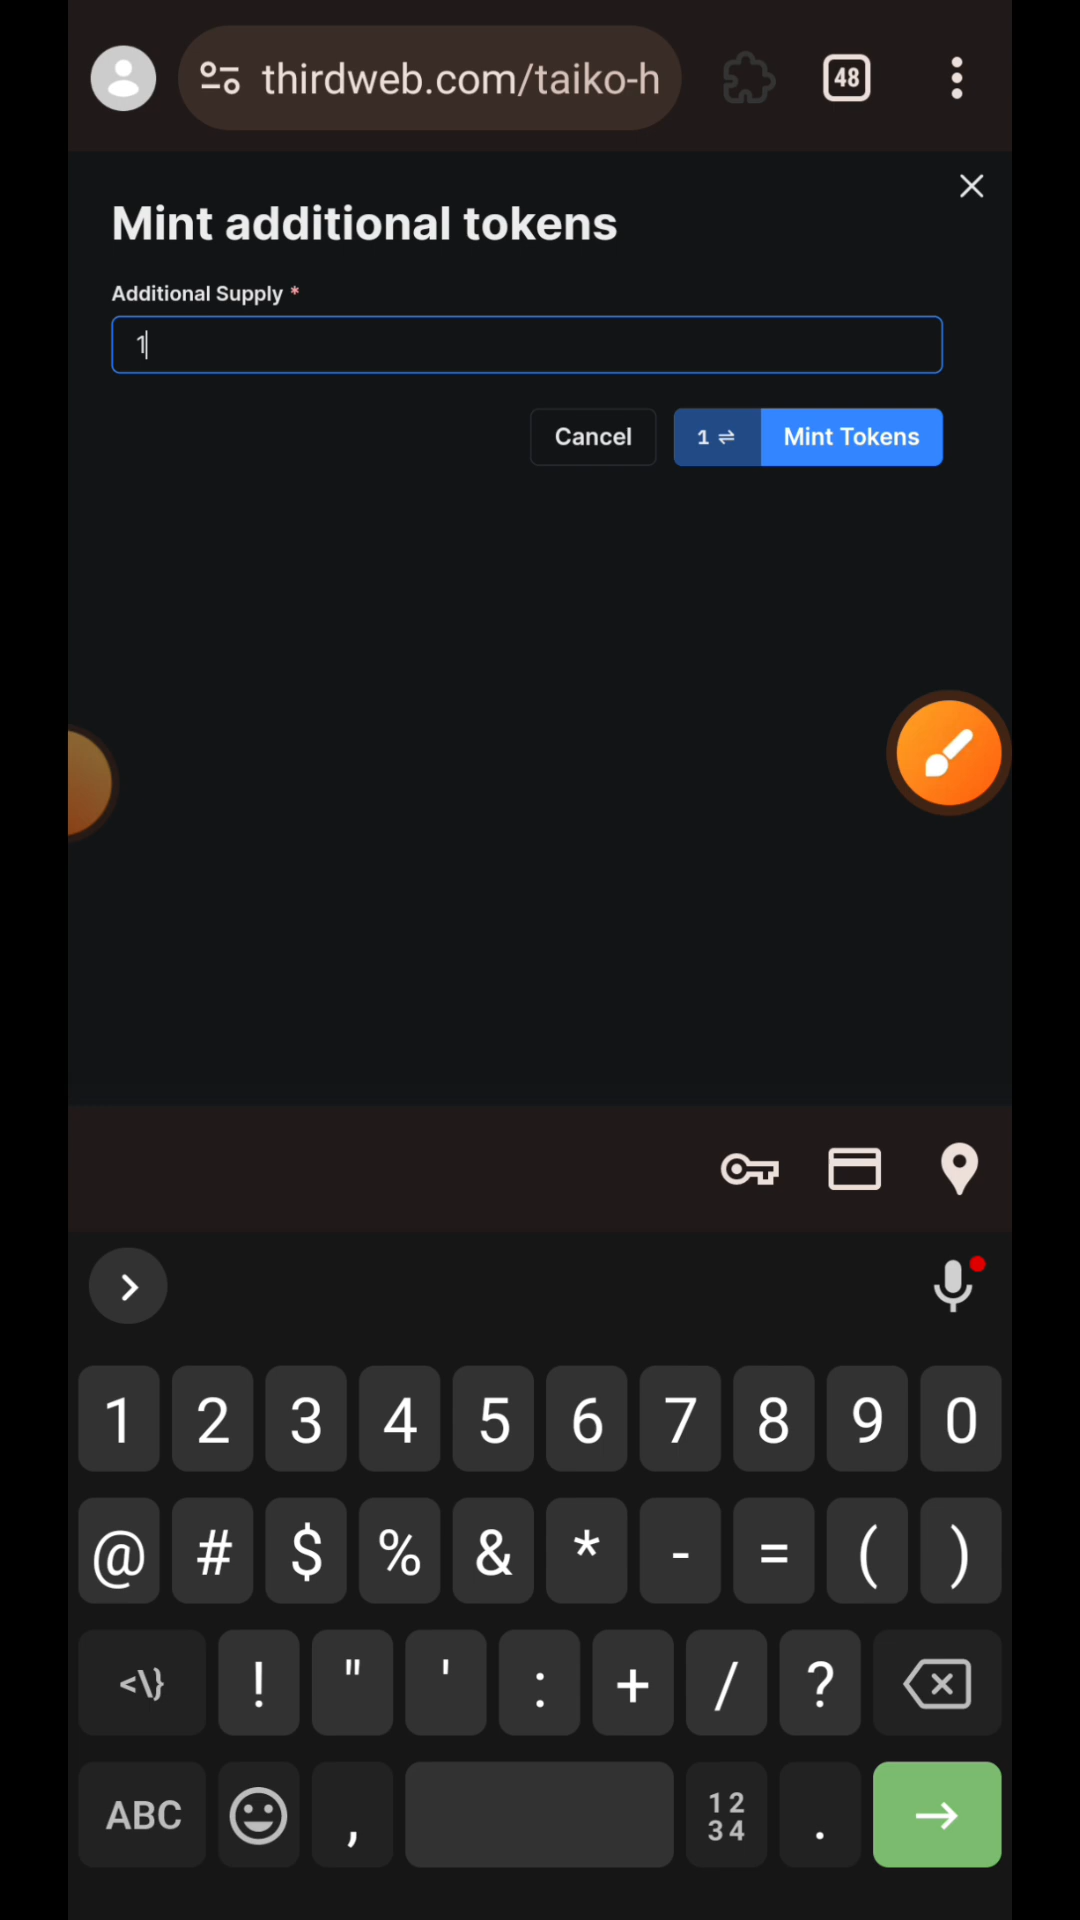 thirdweb.com/taiko-h
48
Mint additional tokens
Additional Supply *
1
Cancel
1 ⇌ Mint Tokens
1 2 3 4 5 6 7 8 9 0
@ # $ % & * - = ( )
<\} ! " ' : + / ?
ABC , 12 34 .